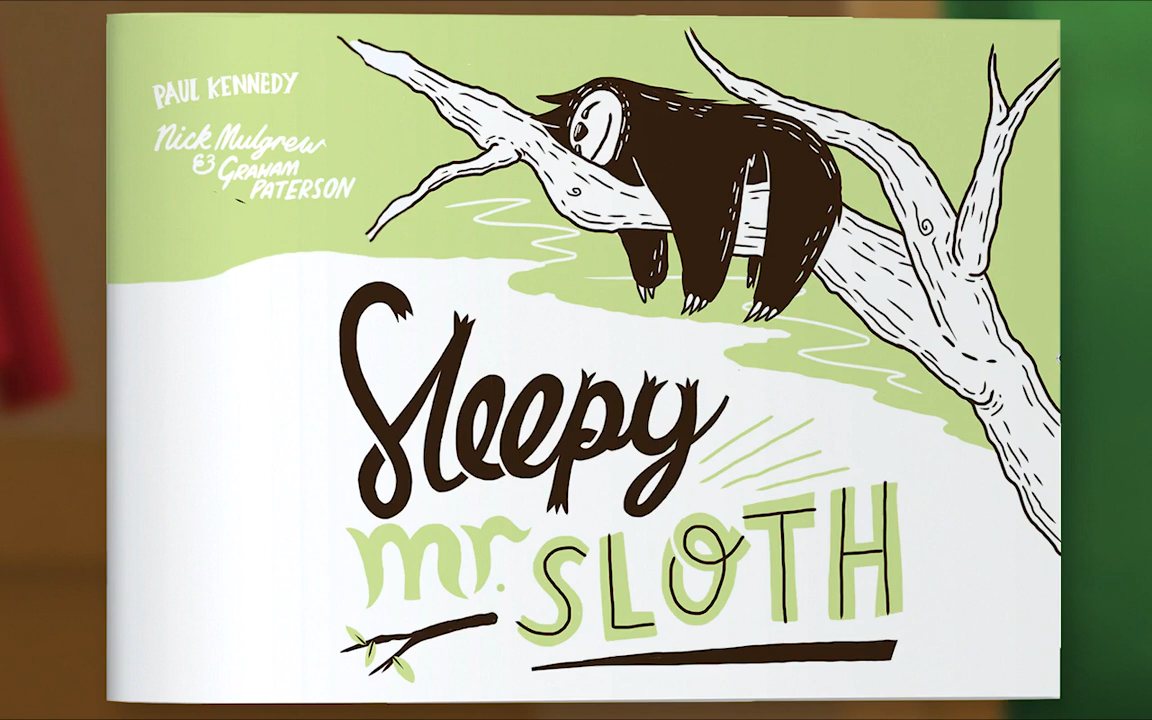 PAUL KENNEDY
Nick Mulgrew
& GRAHAM
PATERSON
Sleepy
mr. SLOTH